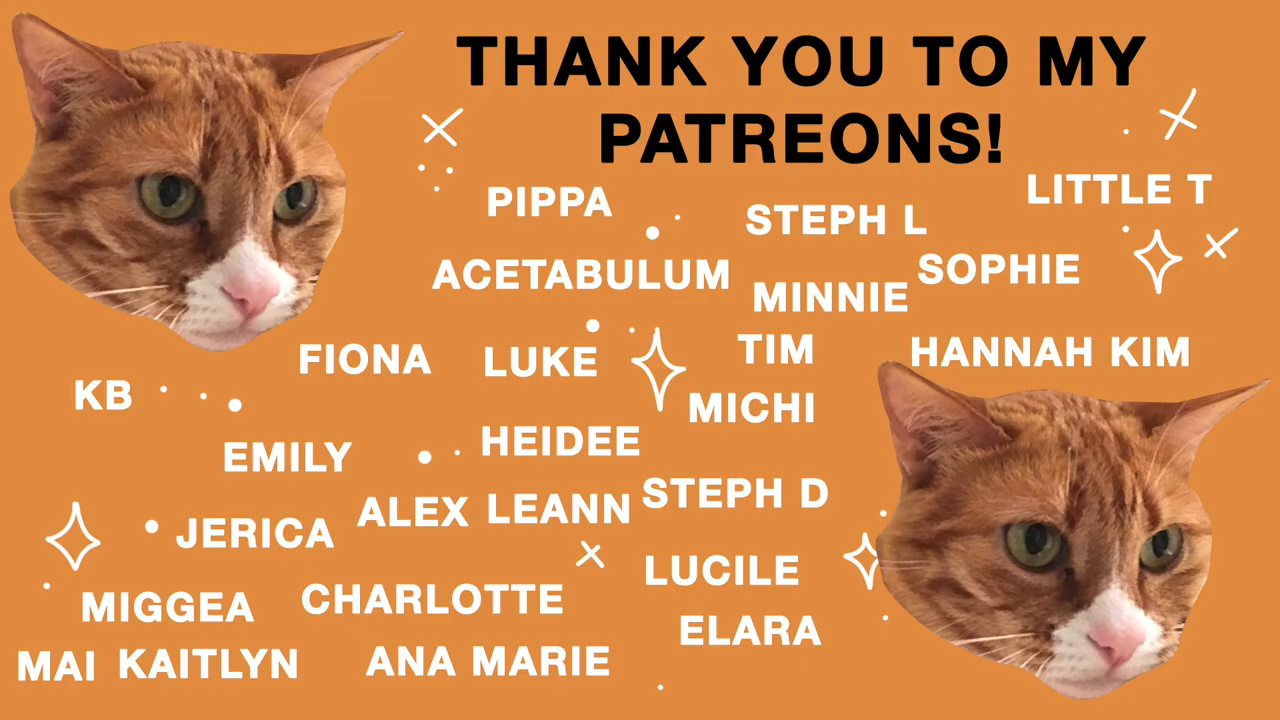 THANK YOU TO MY
PATREONS!
LITTLE T
PIPPA
STEPH L
ACETABULUM
SOPHIE
MINNIE
FIONA
LUKE
TIM
HANNAH KIM
KB
MICHI
EMILY
HEIDEE
JERICA
ALEX
LEANN
STEPH D
LUCILE
MIGGEA
CHARLOTTE
ELARA
MAI
KAITLYN
ANA MARIE